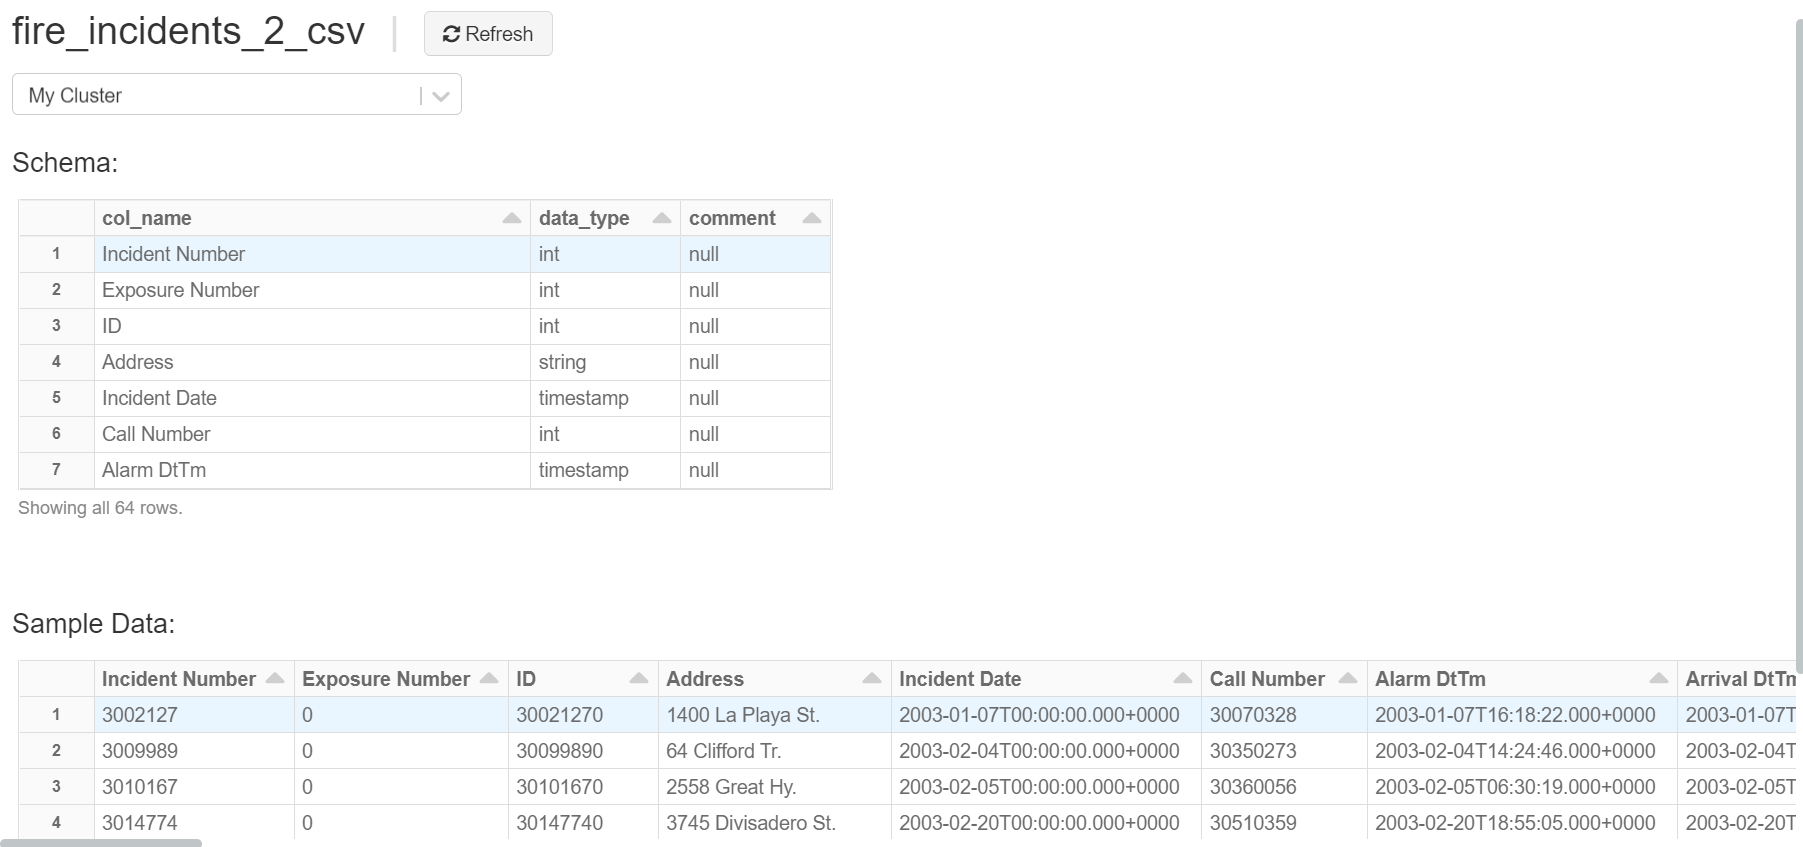 fire_incidents_2_csv Refresh
My Cluster
Schema:
col_name data_type comment
1 Incident Number int null
2 Exposure Number int null
3 ID int null
4 Address string null
5 Incident Date timestamp null
6 Call Number int null
7 Alarm DtTm timestamp null
Showing all 64 rows.
Sample Data:
Incident Number Exposure Number ID Address Incident Date Call Number Alarm DtTm Arrival DtTm
1 3002127 0 30021270 1400 La Playa St. 2003-01-07T00:00:00.000+0000 30070328 2003-01-07T16:18:22.000+0000 2003-01-07T
2 3009989 0 30099890 64 Clifford Tr. 2003-02-04T00:00:00.000+0000 30350273 2003-02-04T14:24:46.000+0000 2003-02-04T
3 3010167 0 30101670 2558 Great Hy. 2003-02-05T00:00:00.000+0000 30360056 2003-02-05T06:30:19.000+0000 2003-02-05T
4 3014774 0 30147740 3745 Divisadero St. 2003-02-20T00:00:00.000+0000 30510359 2003-02-20T18:55:05.000+0000 2003-02-20T